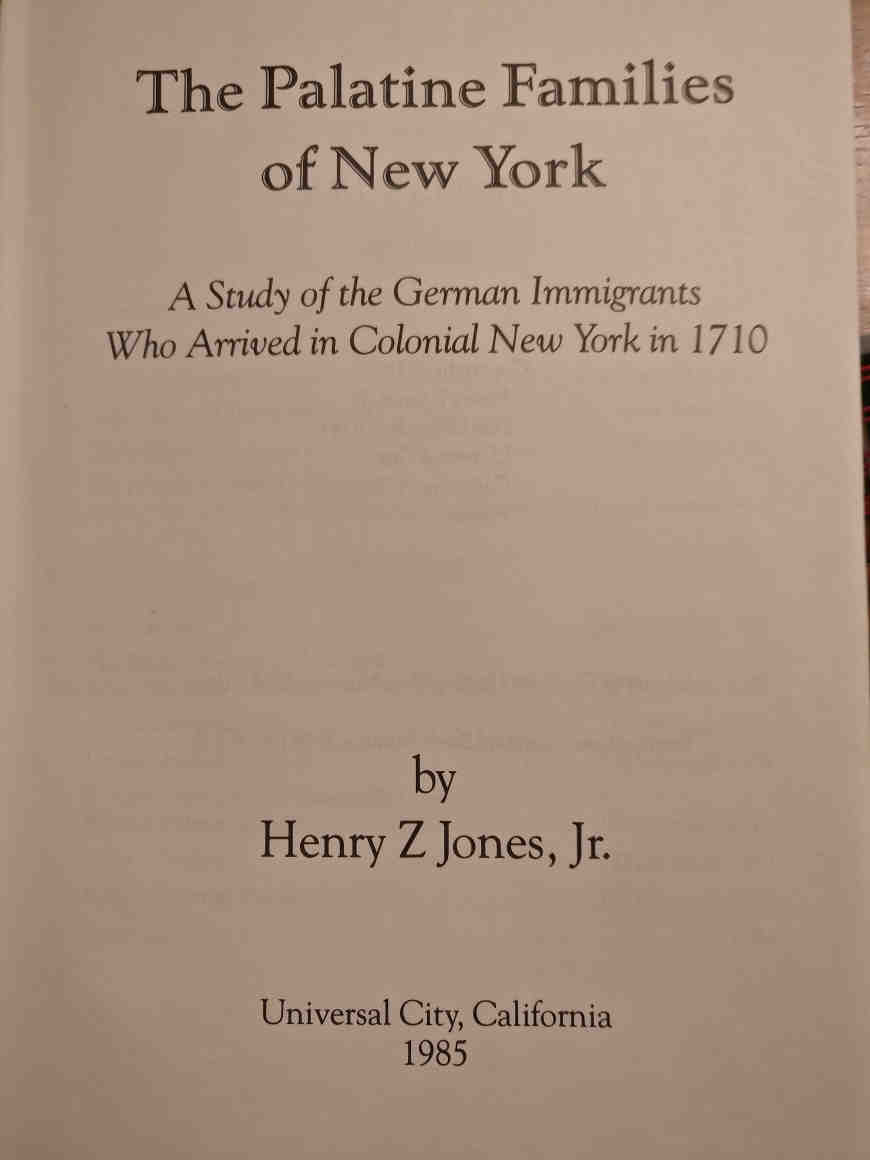 The Palatine Families
of New York
A Study of the German Immigrants
Who Arrived in Colonial New York in 1710
by
Henry Z Jones, Jr.
Universal City, California
1985